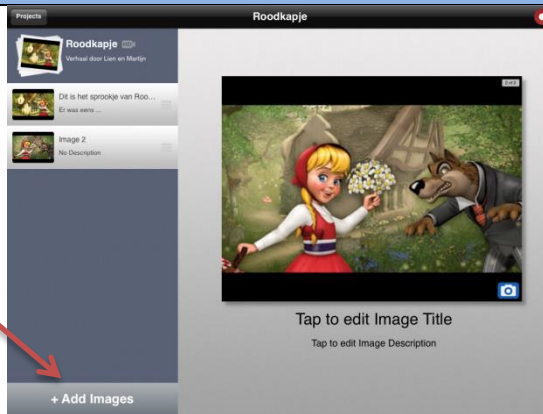 Projects
Roodkapje
Roodkapje
Verhaal door Lien en Martijn
Dit is het sprookje van Roo...
Er was eens ...
Image 2
No Description
2 of 2
Tap to edit Image Title
Tap to edit Image Description
+ Add Images